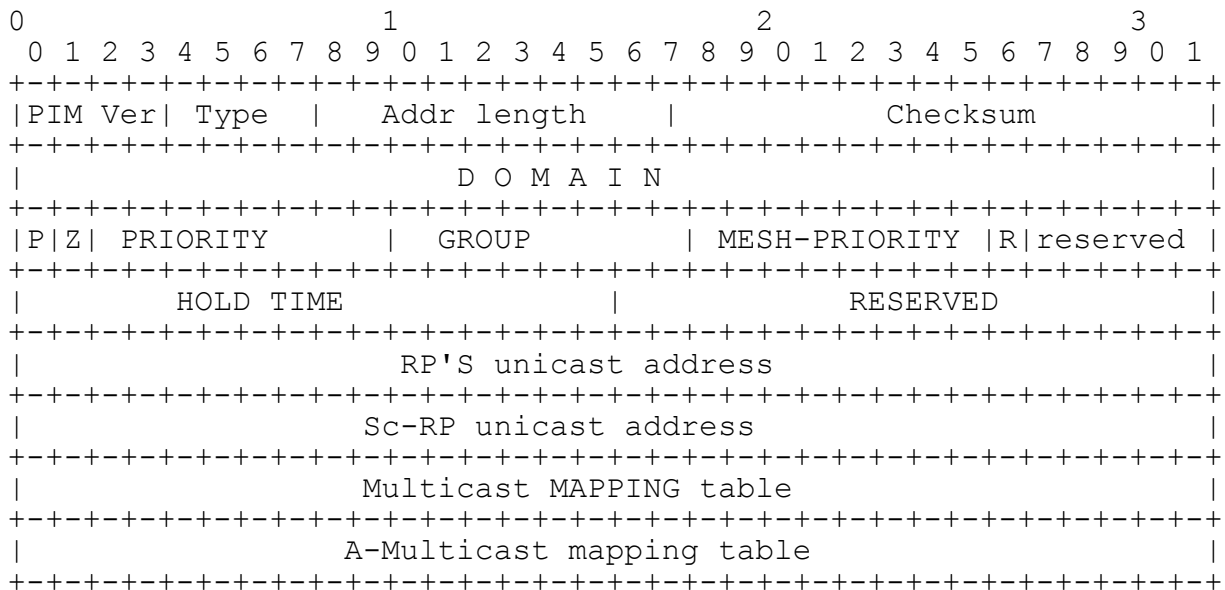 0                   1                   2                   3
 0 1 2 3 4 5 6 7 8 9 0 1 2 3 4 5 6 7 8 9 0 1 2 3 4 5 6 7 8 9 0 1
+-+-+-+-+-+-+-+-+-+-+-+-+-+-+-+-+-+-+-+-+-+-+-+-+-+-+-+-+-+-+-+-+
|PIM Ver| Type  |   Addr length    |           Checksum         |
+-+-+-+-+-+-+-+-+-+-+-+-+-+-+-+-+-+-+-+-+-+-+-+-+-+-+-+-+-+-+-+-+
|                       D O M A I N                             |
+-+-+-+-+-+-+-+-+-+-+-+-+-+-+-+-+-+-+-+-+-+-+-+-+-+-+-+-+-+-+-+-+
|P|Z| PRIORITY      |  GROUP        | MESH-PRIORITY |R|reserved |
+-+-+-+-+-+-+-+-+-+-+-+-+-+-+-+-+-+-+-+-+-+-+-+-+-+-+-+-+-+-+-+-+
|        HOLD TIME              |            RESERVED           |
+-+-+-+-+-+-+-+-+-+-+-+-+-+-+-+-+-+-+-+-+-+-+-+-+-+-+-+-+-+-+-+-+
|                    RP'S unicast address                       |
+-+-+-+-+-+-+-+-+-+-+-+-+-+-+-+-+-+-+-+-+-+-+-+-+-+-+-+-+-+-+-+-+
|                  Sc-RP unicast address                        |
+-+-+-+-+-+-+-+-+-+-+-+-+-+-+-+-+-+-+-+-+-+-+-+-+-+-+-+-+-+-+-+-+
|                  Multicast MAPPING table                      |
+-+-+-+-+-+-+-+-+-+-+-+-+-+-+-+-+-+-+-+-+-+-+-+-+-+-+-+-+-+-+-+-+
|                 A-Multicast mapping table                     |
+-+-+-+-+-+-+-+-+-+-+-+-+-+-+-+-+-+-+-+-+-+-+-+-+-+-+-+-+-+-+-+-+